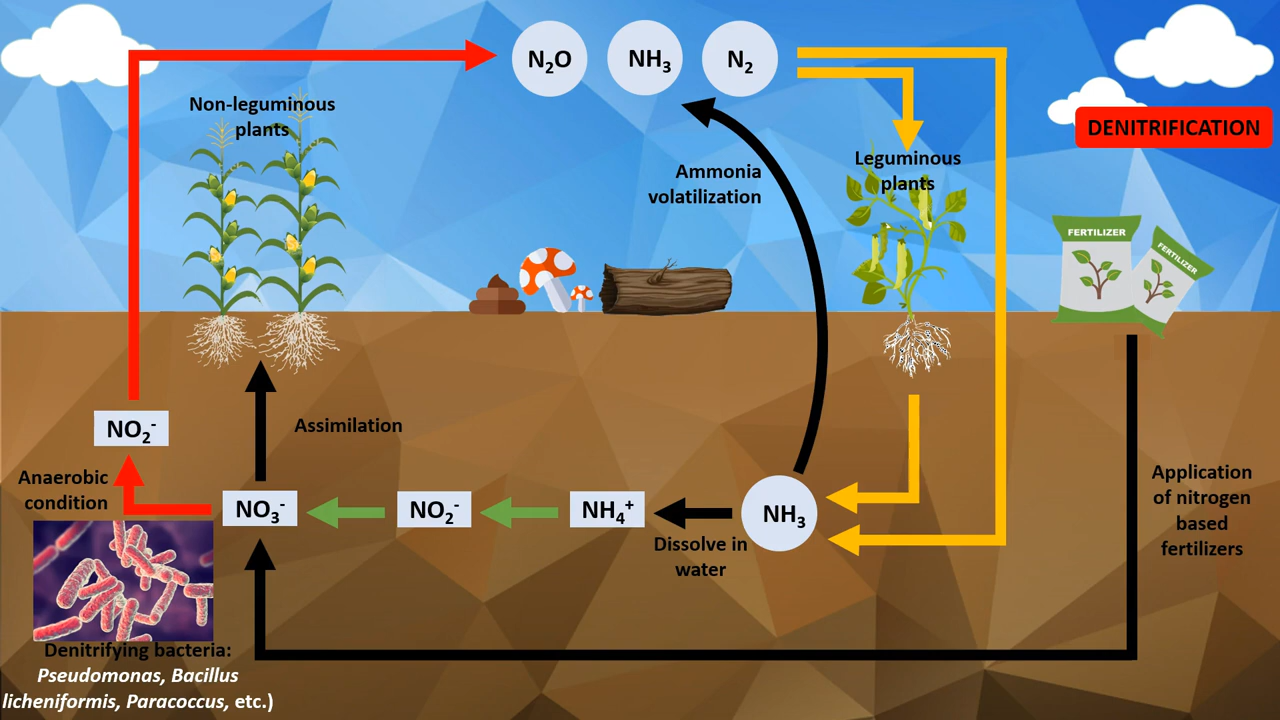 N₂O
NH₃
N₂
Non-leguminous
plants
DENITRIFICATION
Ammonia
volatilization
Leguminous
plants
FERTILIZER
FERTILIZER
NO₂⁻
Assimilation
Anaerobic
condition
NO₃⁻
NO₂⁻
NH₄⁺
NH₃
Dissolve in
water
Application
of nitrogen
based
fertilizers
Denitrifying bacteria:
Pseudomonas, Bacillus
licheniformis, Paracoccus, etc.)